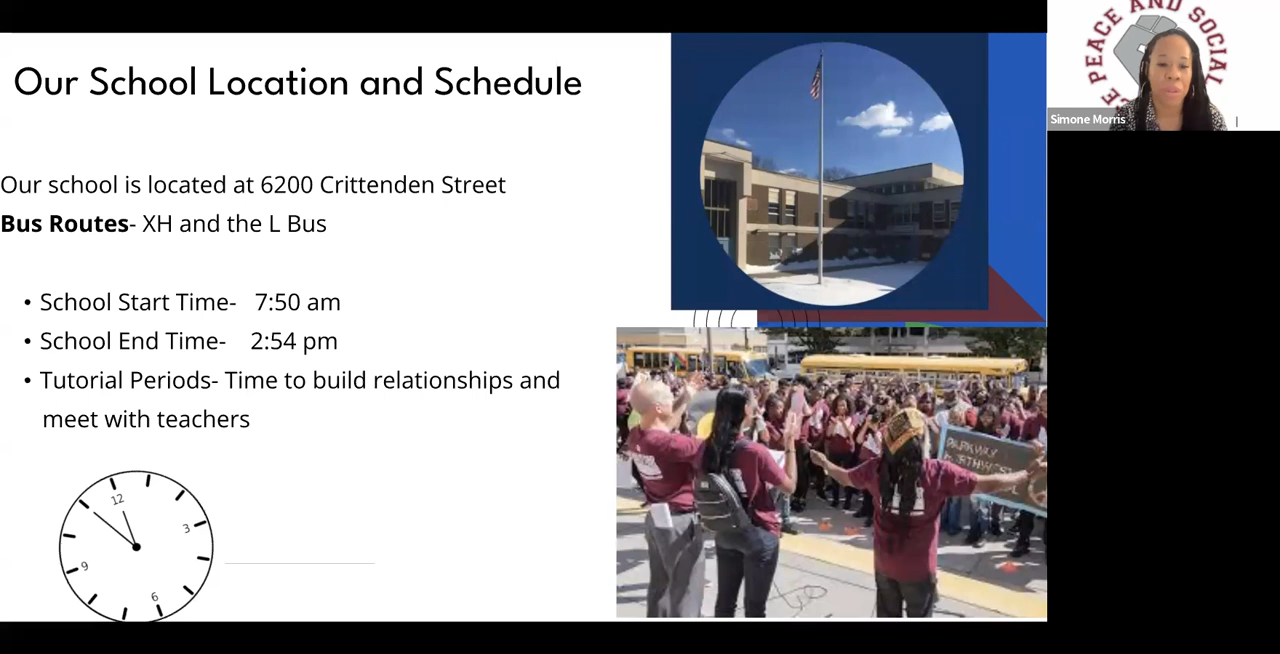 Our School Location and Schedule
Our school is located at 6200 Crittenden Street
Bus Routes- XH and the L Bus
• School Start Time- 7:50 am
• School End Time- 2:54 pm
• Tutorial Periods- Time to build relationships and
meet with teachers
12
3
6
9
PARKWAY
PEACE AND SOCIAL
Simone Morris